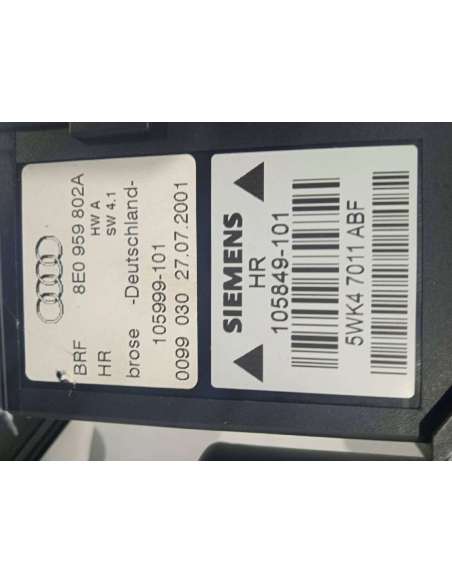 8E0 959 802A
HW A
SW 4.1
BRF
HR
brose -Deutschland-
105999-101
0099 030 27.07.2001
SIEMENS
HR
105849-101
5WK4 7011 ABF